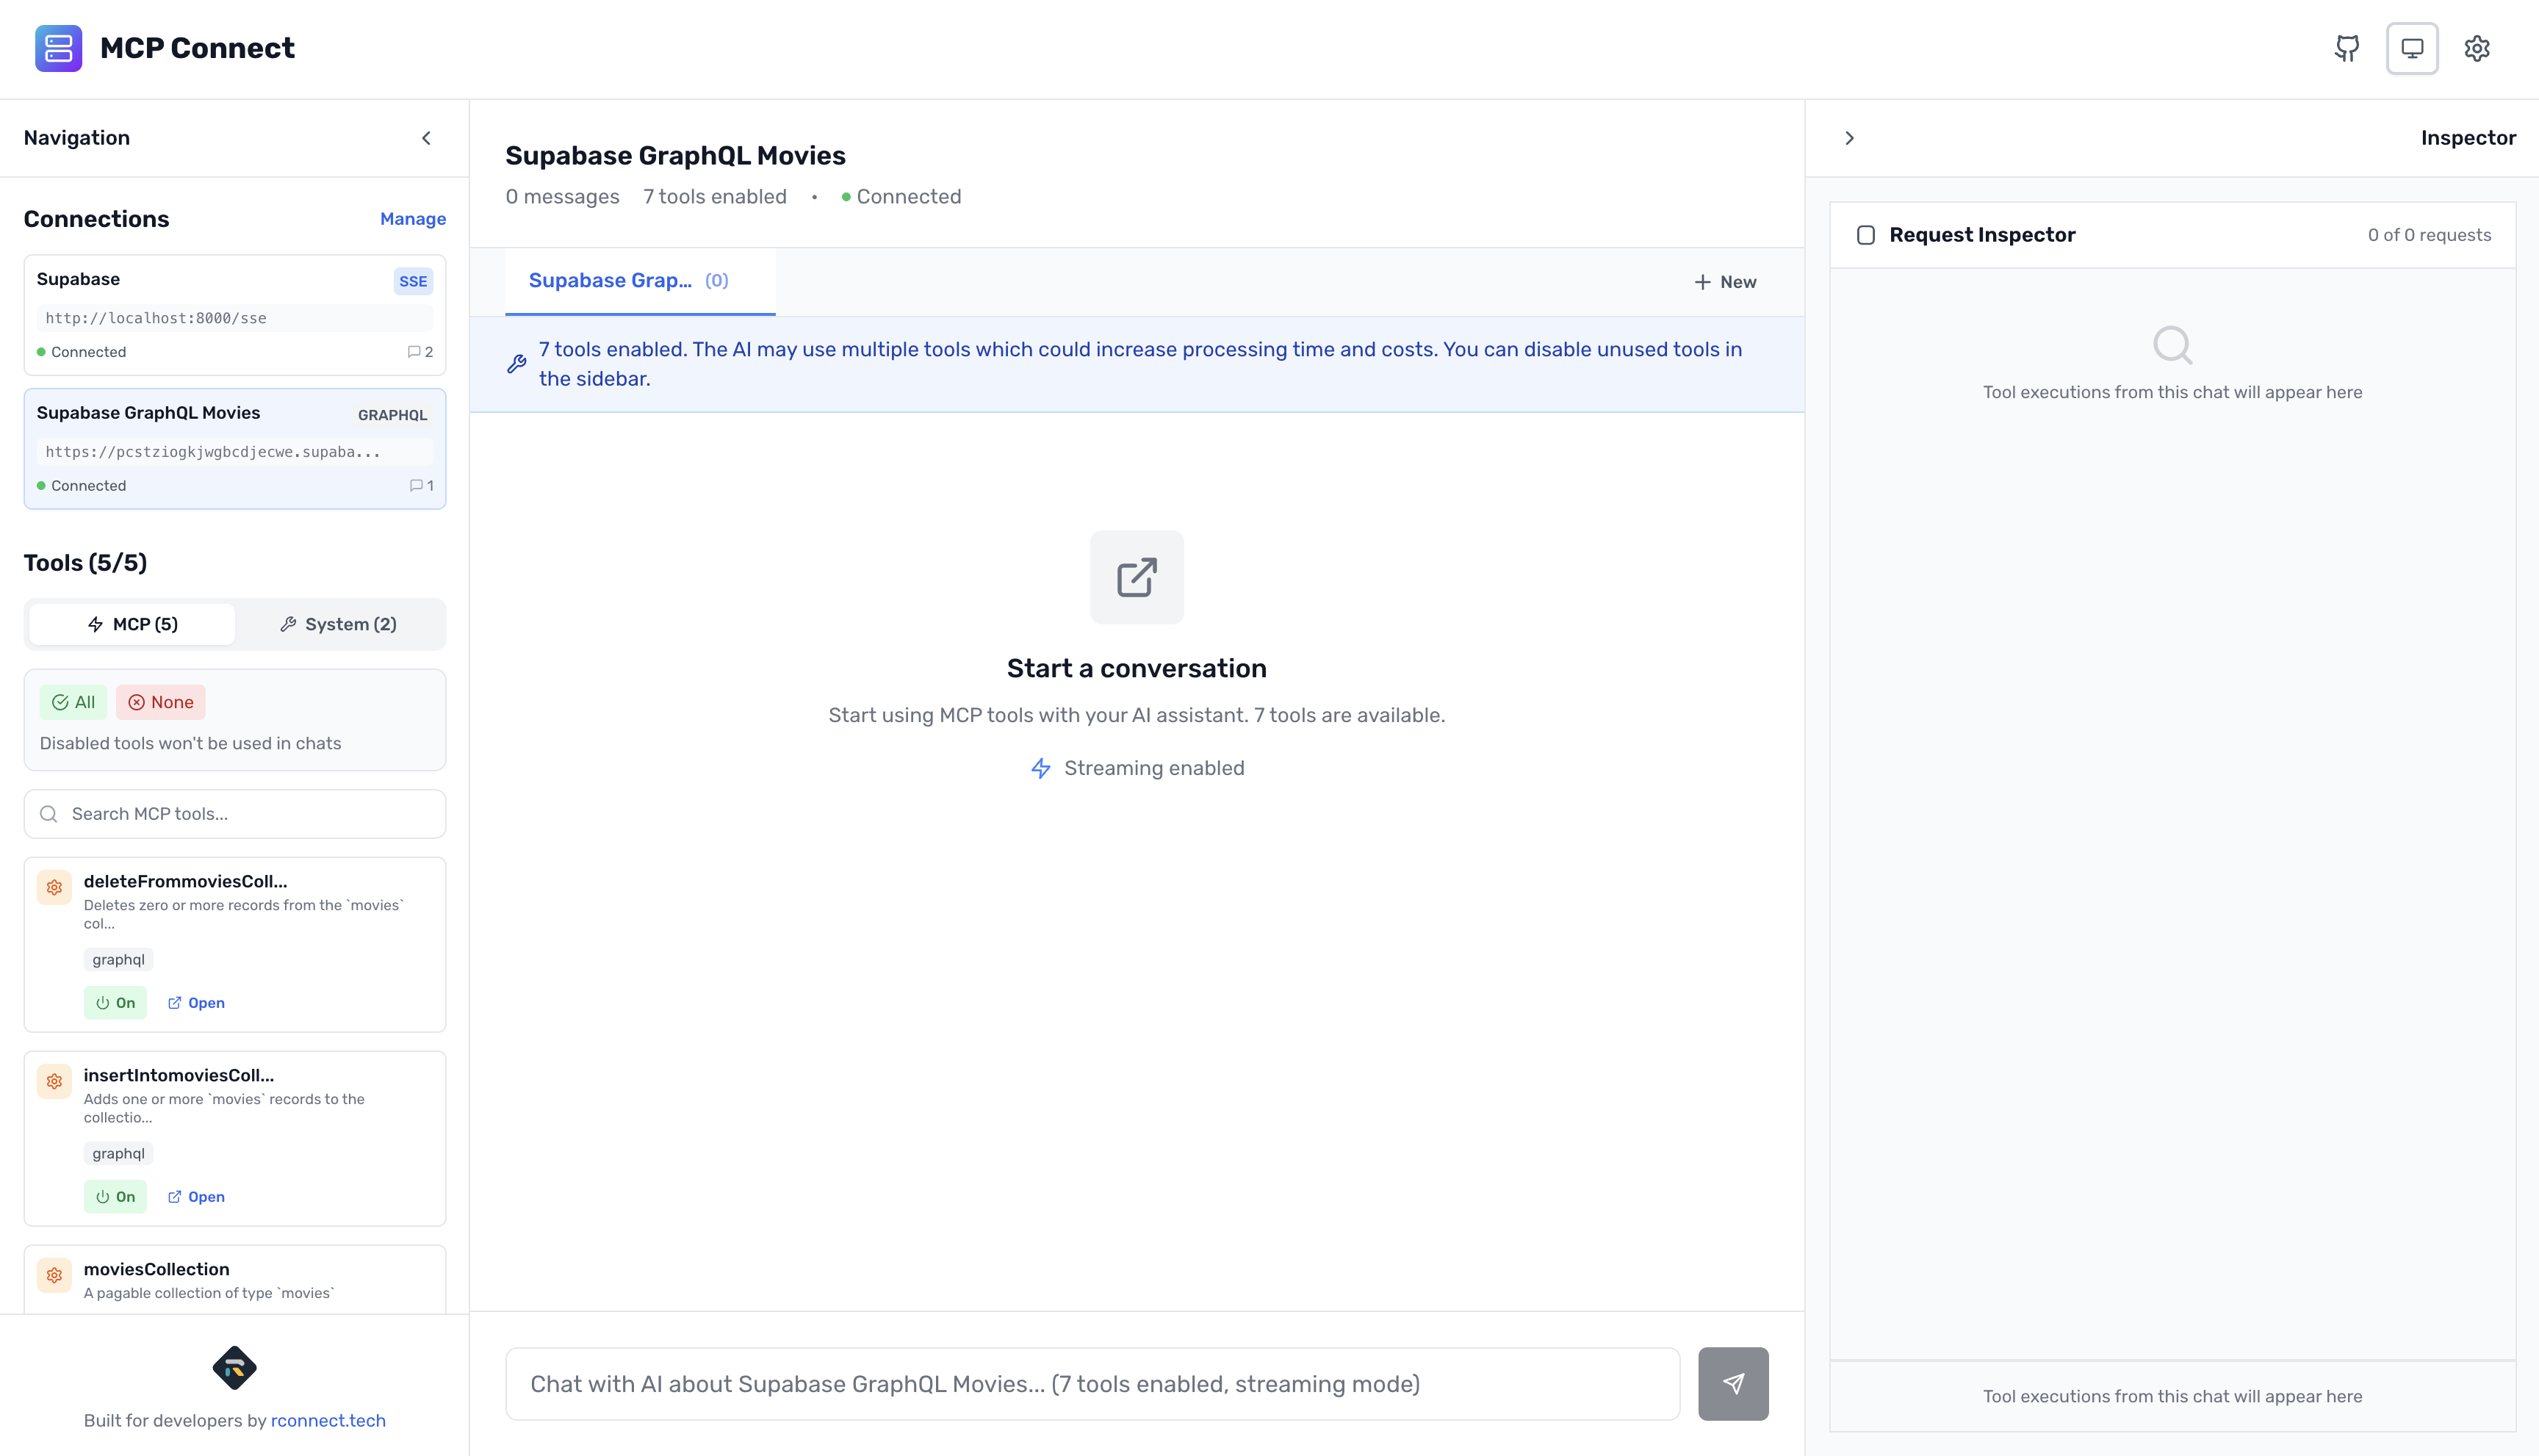 MCP Connect
Navigation
Connections
Manage
Supabase
SSE
http://localhost:8000/sse
Connected
2
Supabase GraphQL Movies
GRAPHQL
https://pcstziogkjwgbcdjecwe.supaba...
Connected
1
Tools (5/5)
MCP (5)
System (2)
All
None
Disabled tools won't be used in chats
Search MCP tools...
deleteFrommoviesColl...
Deletes zero or more records from the `movies`
col...
graphql
On
Open
insertIntomoviesColl...
Adds one or more `movies` records to the
collectio...
graphql
On
Open
moviesCollection
A pagable collection of type `movies`
Built for developers by rconnect.tech
Supabase GraphQL Movies
0 messages
7 tools enabled
•
Connected
Supabase Grap...
(0)
New
7 tools enabled. The AI may use multiple tools which could increase processing time and costs. You can disable unused tools in
the sidebar.
Start a conversation
Start using MCP tools with your AI assistant. 7 tools are available.
Streaming enabled
Chat with AI about Supabase GraphQL Movies... (7 tools enabled, streaming mode)
Inspector
Request Inspector
0 of 0 requests
Tool executions from this chat will appear here
Tool executions from this chat will appear here